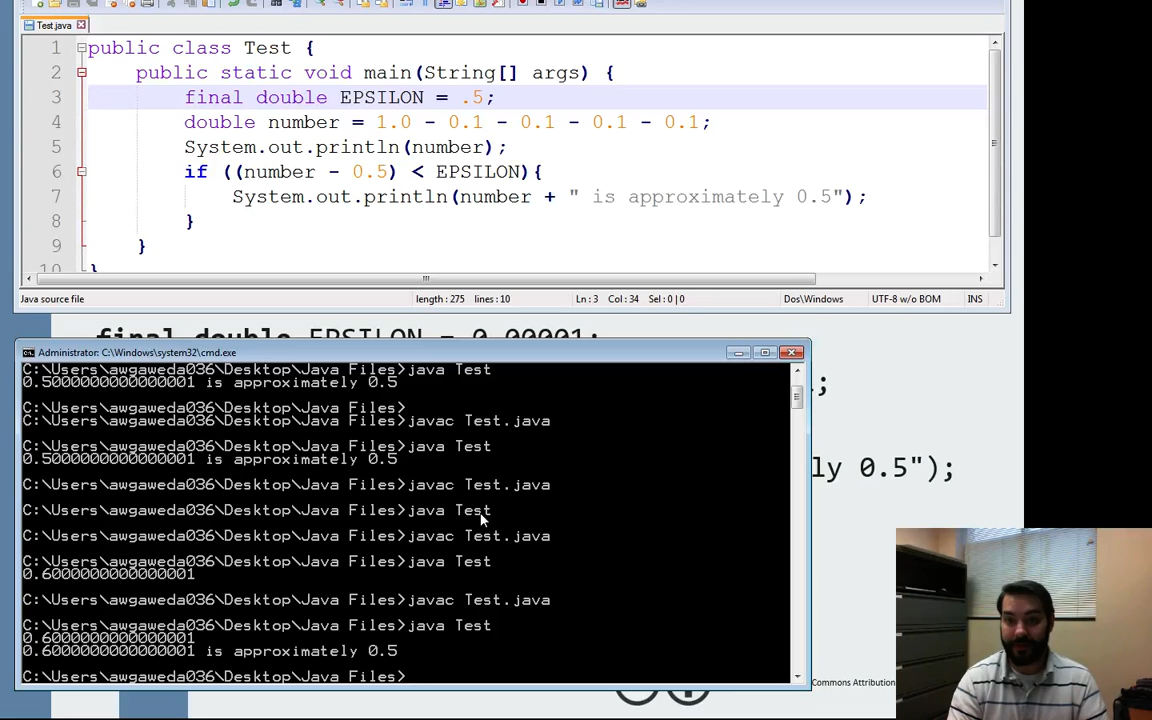 Test.java
1 public class Test {
2 public static void main(String[] args) {
3 final double EPSILON = .5;
4 double number = 1.0 - 0.1 - 0.1 - 0.1 - 0.1;
5 System.out.println(number);
6 if ((number - 0.5) < EPSILON){
7 System.out.println(number + " is approximately 0.5");
8 }
9 }
10 }
Java source file length : 275 lines : 10 Ln : 3 Col : 34 Sel : 0 | 0 Dos\Windows UTF-8 w/o BOM INS
final double EPSILON = 0.00001;
Administrator: C:\Windows\system32\cmd.exe
C:\Users\awgaweda036\Desktop\Java Files>java Test
0.5000000000000001 is approximately 0.5
C:\Users\awgaweda036\Desktop\Java Files>
C:\Users\awgaweda036\Desktop\Java Files>javac Test.java
C:\Users\awgaweda036\Desktop\Java Files>java Test
0.5000000000000001 is approximately 0.5
C:\Users\awgaweda036\Desktop\Java Files>javac Test.java
C:\Users\awgaweda036\Desktop\Java Files>java Test
C:\Users\awgaweda036\Desktop\Java Files>javac Test.java
C:\Users\awgaweda036\Desktop\Java Files>java Test
0.6000000000000001
C:\Users\awgaweda036\Desktop\Java Files>javac Test.java
C:\Users\awgaweda036\Desktop\Java Files>java Test
0.6000000000000001
0.6000000000000001 is approximately 0.5
C:\Users\awgaweda036\Desktop\Java Files>
;
ly 0.5");
Commons Attribution